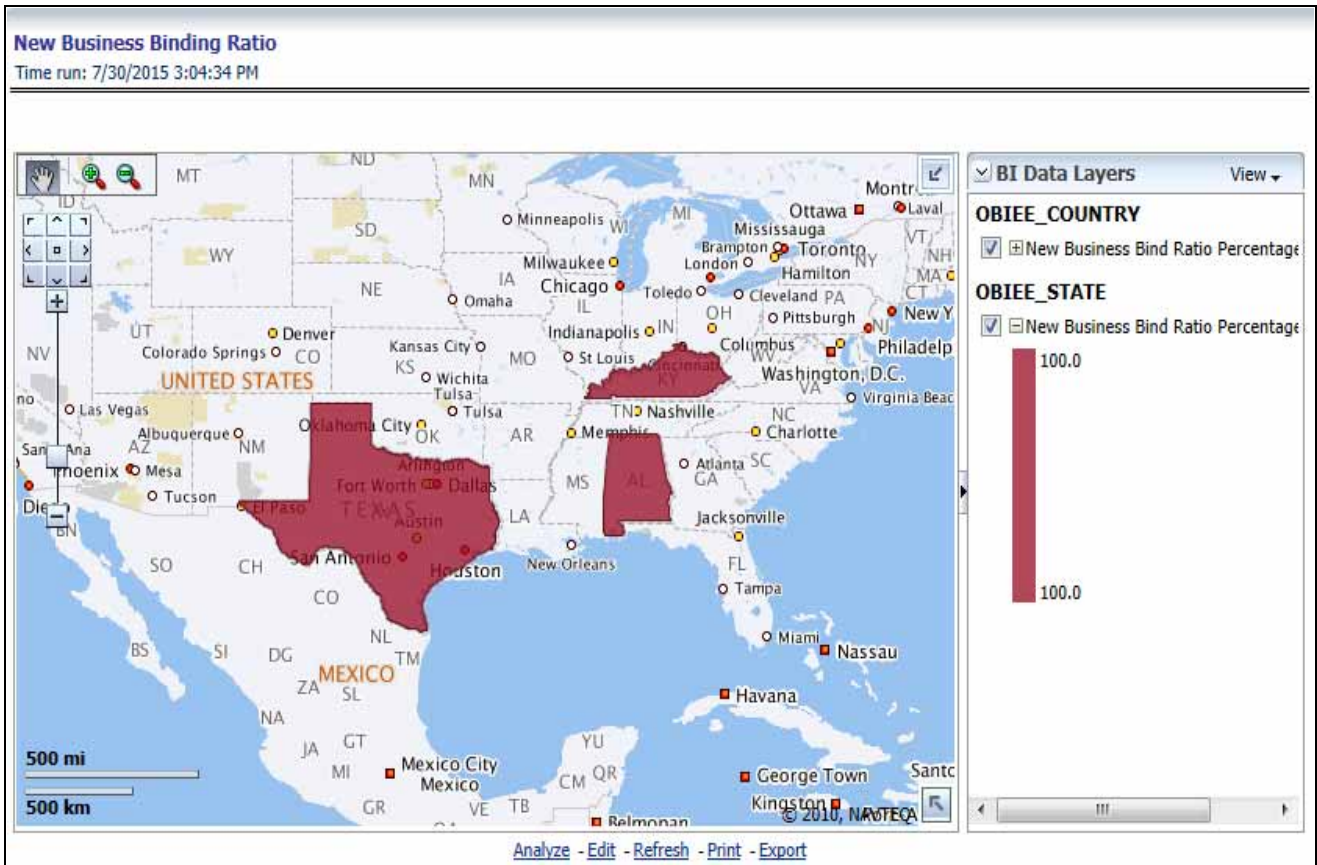 New Business Binding Ratio
Time run: 7/30/2015 3:04:34 PM
BI Data Layers
View
OBIEE_COUNTRY
New Business Bind Ratio Percentage
OBIEE_STATE
New Business Bind Ratio Percentage
100.0
100.0
ID
MT
ND
MN
WI
MI
Ottawa
Laval
Minneapolis
SD
Mississauga
Brampton
Toronto
VT
WY
Milwaukee
London
Hamilton
NY
NH
MA
IA
Chicago
Toledo
Cleveland
PA
CT
NE
Omaha
IL
OH
Pittsburgh
NJ
New Y
UT
Denver
Indianapolis
IN
Columbus
Philadelp
NV
Colorado Springs
CO
Kansas City
MO
St Louis
WV
KS
Cincinnati
Washington, D.C.
UNITED STATES
Wichita
KY
VA
Tulsa
Virginia Beac
no
Las Vegas
Tulsa
TN
Nashville
NC
Albuquerque
Oklahoma City
OK
AR
Memphis
Charlotte
AZ
NM
Arlington
Atlanta
SC
Mesa
Fort Worth
Dallas
MS
AL
GA
Tucson
El Paso
TEXAS
LA
Jacksonville
BN
Austin
SO
CH
San Antonio
Houston
New Orleans
FL
CO
Tampa
NL
Miami
BS
SI
DG
TM
Nassau
MEXICO
ZA
SL
Havana
NA
JA
GT
YU
500 mi
MI
Mexico City
Mexico
CM
QR
George Town
Santo
500 km
GR
VE
TB
Kingston
Belmopan
© 2010, NAVTEQ
Analyze - Edit - Refresh - Print - Export